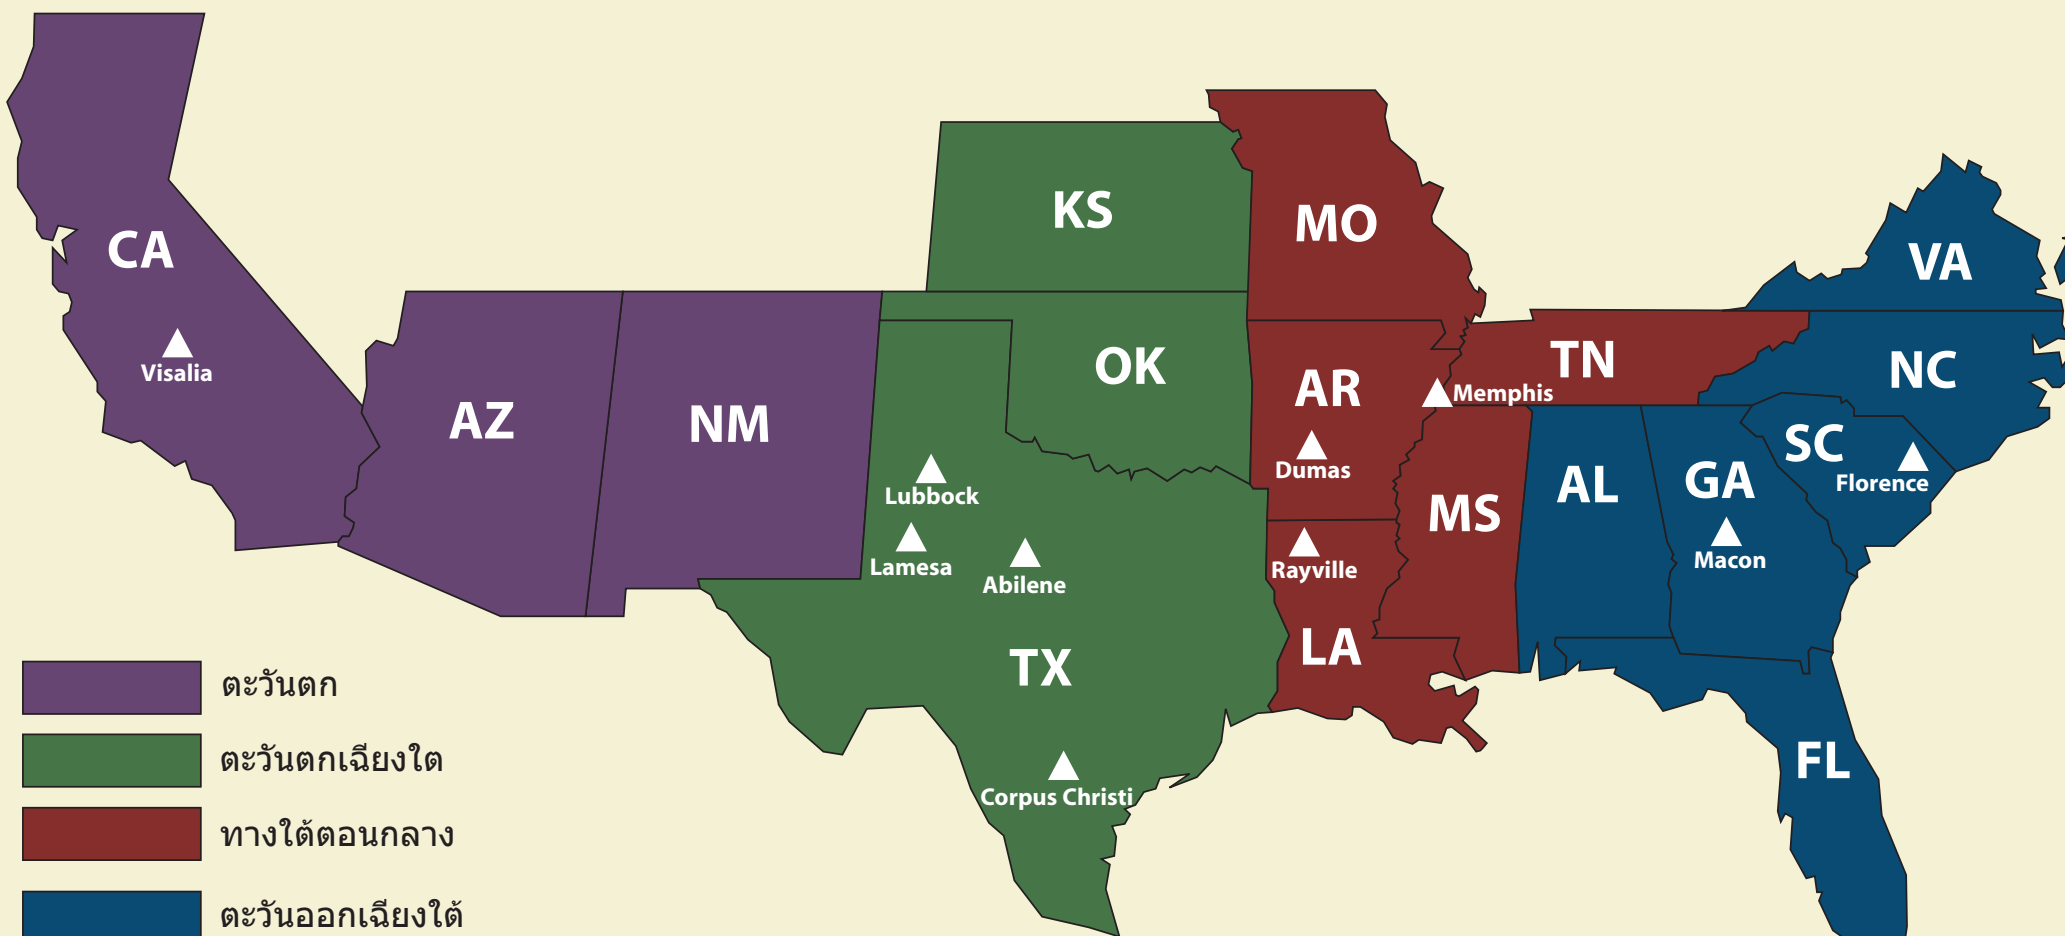 CA
Visalia
AZ
NM
KS
OK
Lubbock
Lamesa
Abilene
TX
Corpus Christi
MO
AR
Dumas
Rayville
LA
MS
TN
Memphis
AL
GA
Macon
SC
Florence
NC
VA
FL
ตะวันตก
ตะวันตกเฉียงใต
ทางใต้ตอนกลาง
ตะวันออกเฉียงใต้